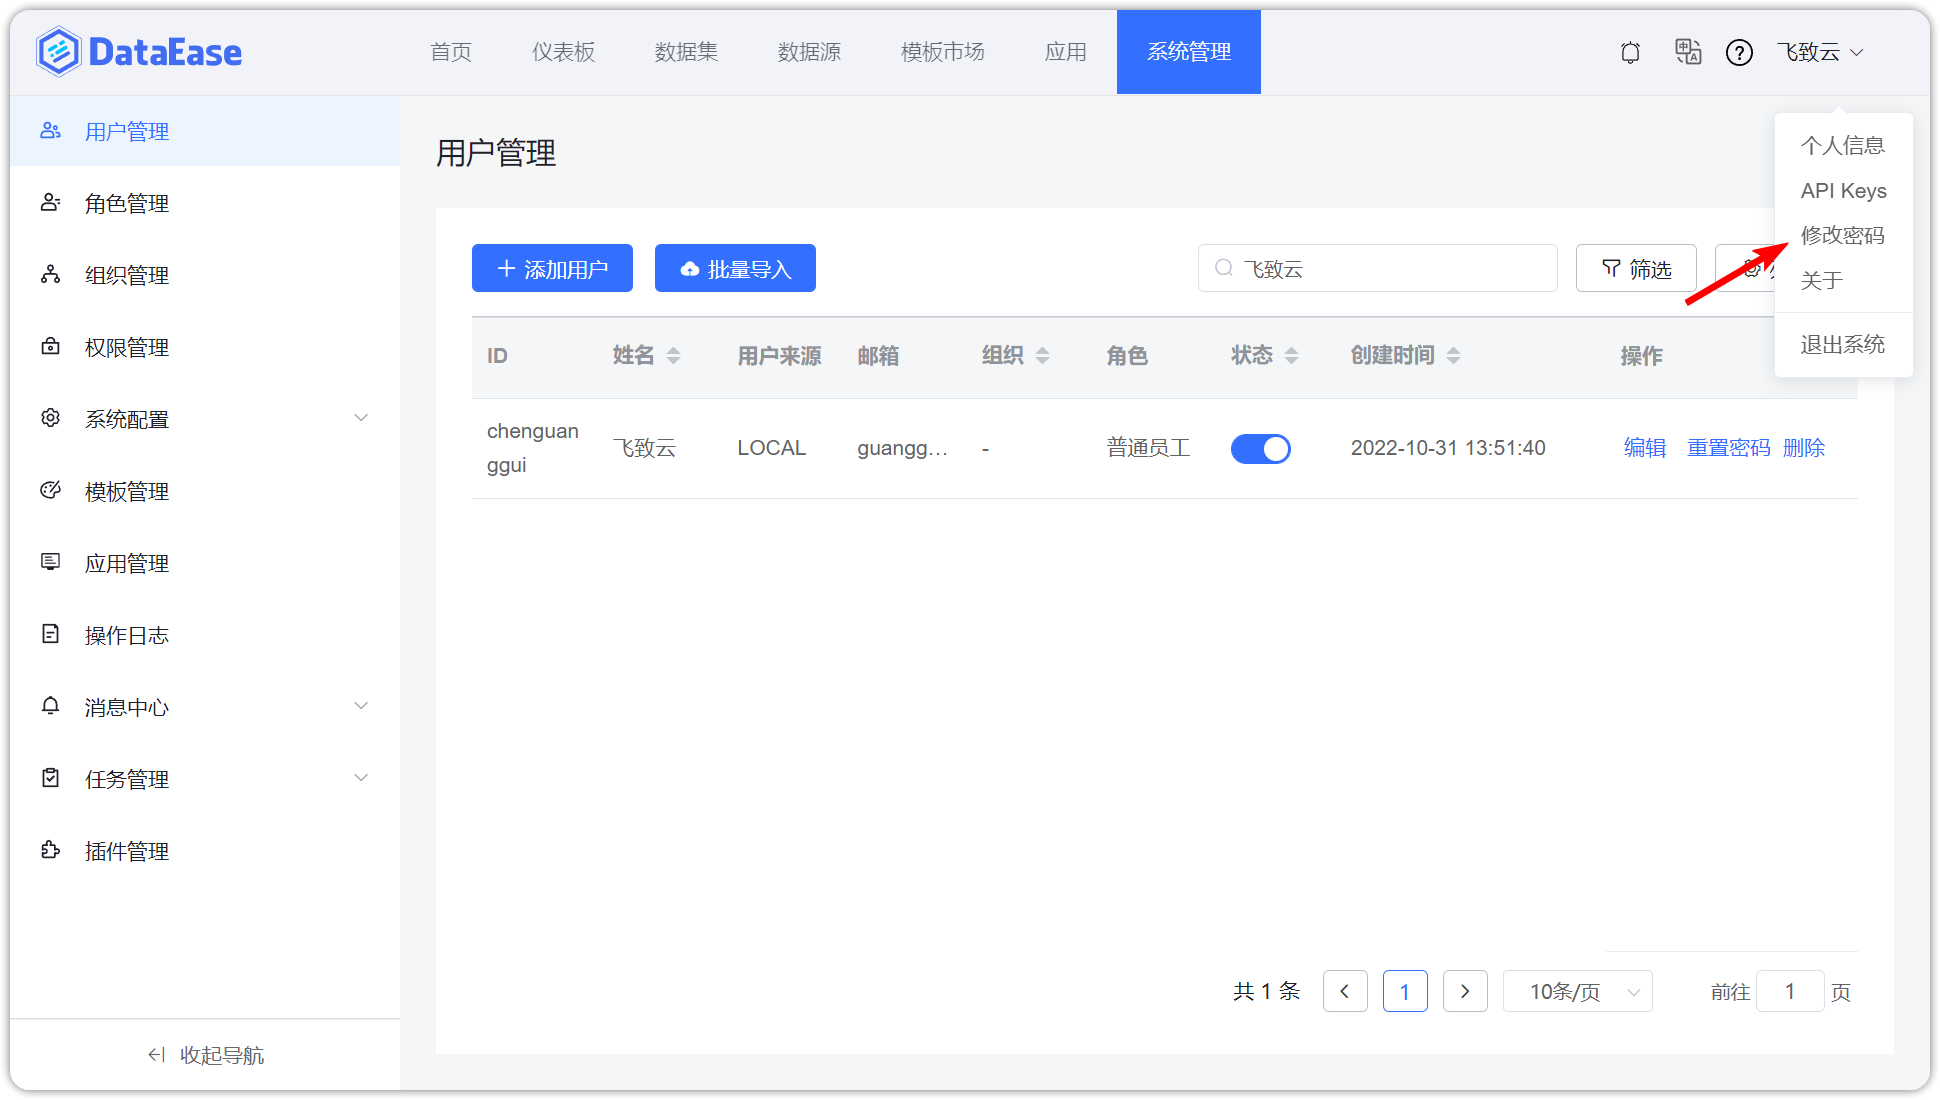 DataEase
首页 仪表板 数据集 数据源 模板市场 应用 系统管理
飞致云
个人信息
API Keys
修改密码
关于
退出系统
用户管理
角色管理
组织管理
权限管理
系统配置
模板管理
应用管理
操作日志
消息中心
任务管理
插件管理
收起导航
用户管理
添加用户 批量导入 飞致云 筛选
ID 姓名 用户来源 邮箱 组织 角色 状态 创建时间 操作
chenguanggui 飞致云 LOCAL guangg... - 普通员工 2022-10-31 13:51:40 编辑 重置密码 删除
共 1 条 1 10条/页 前往 1 页